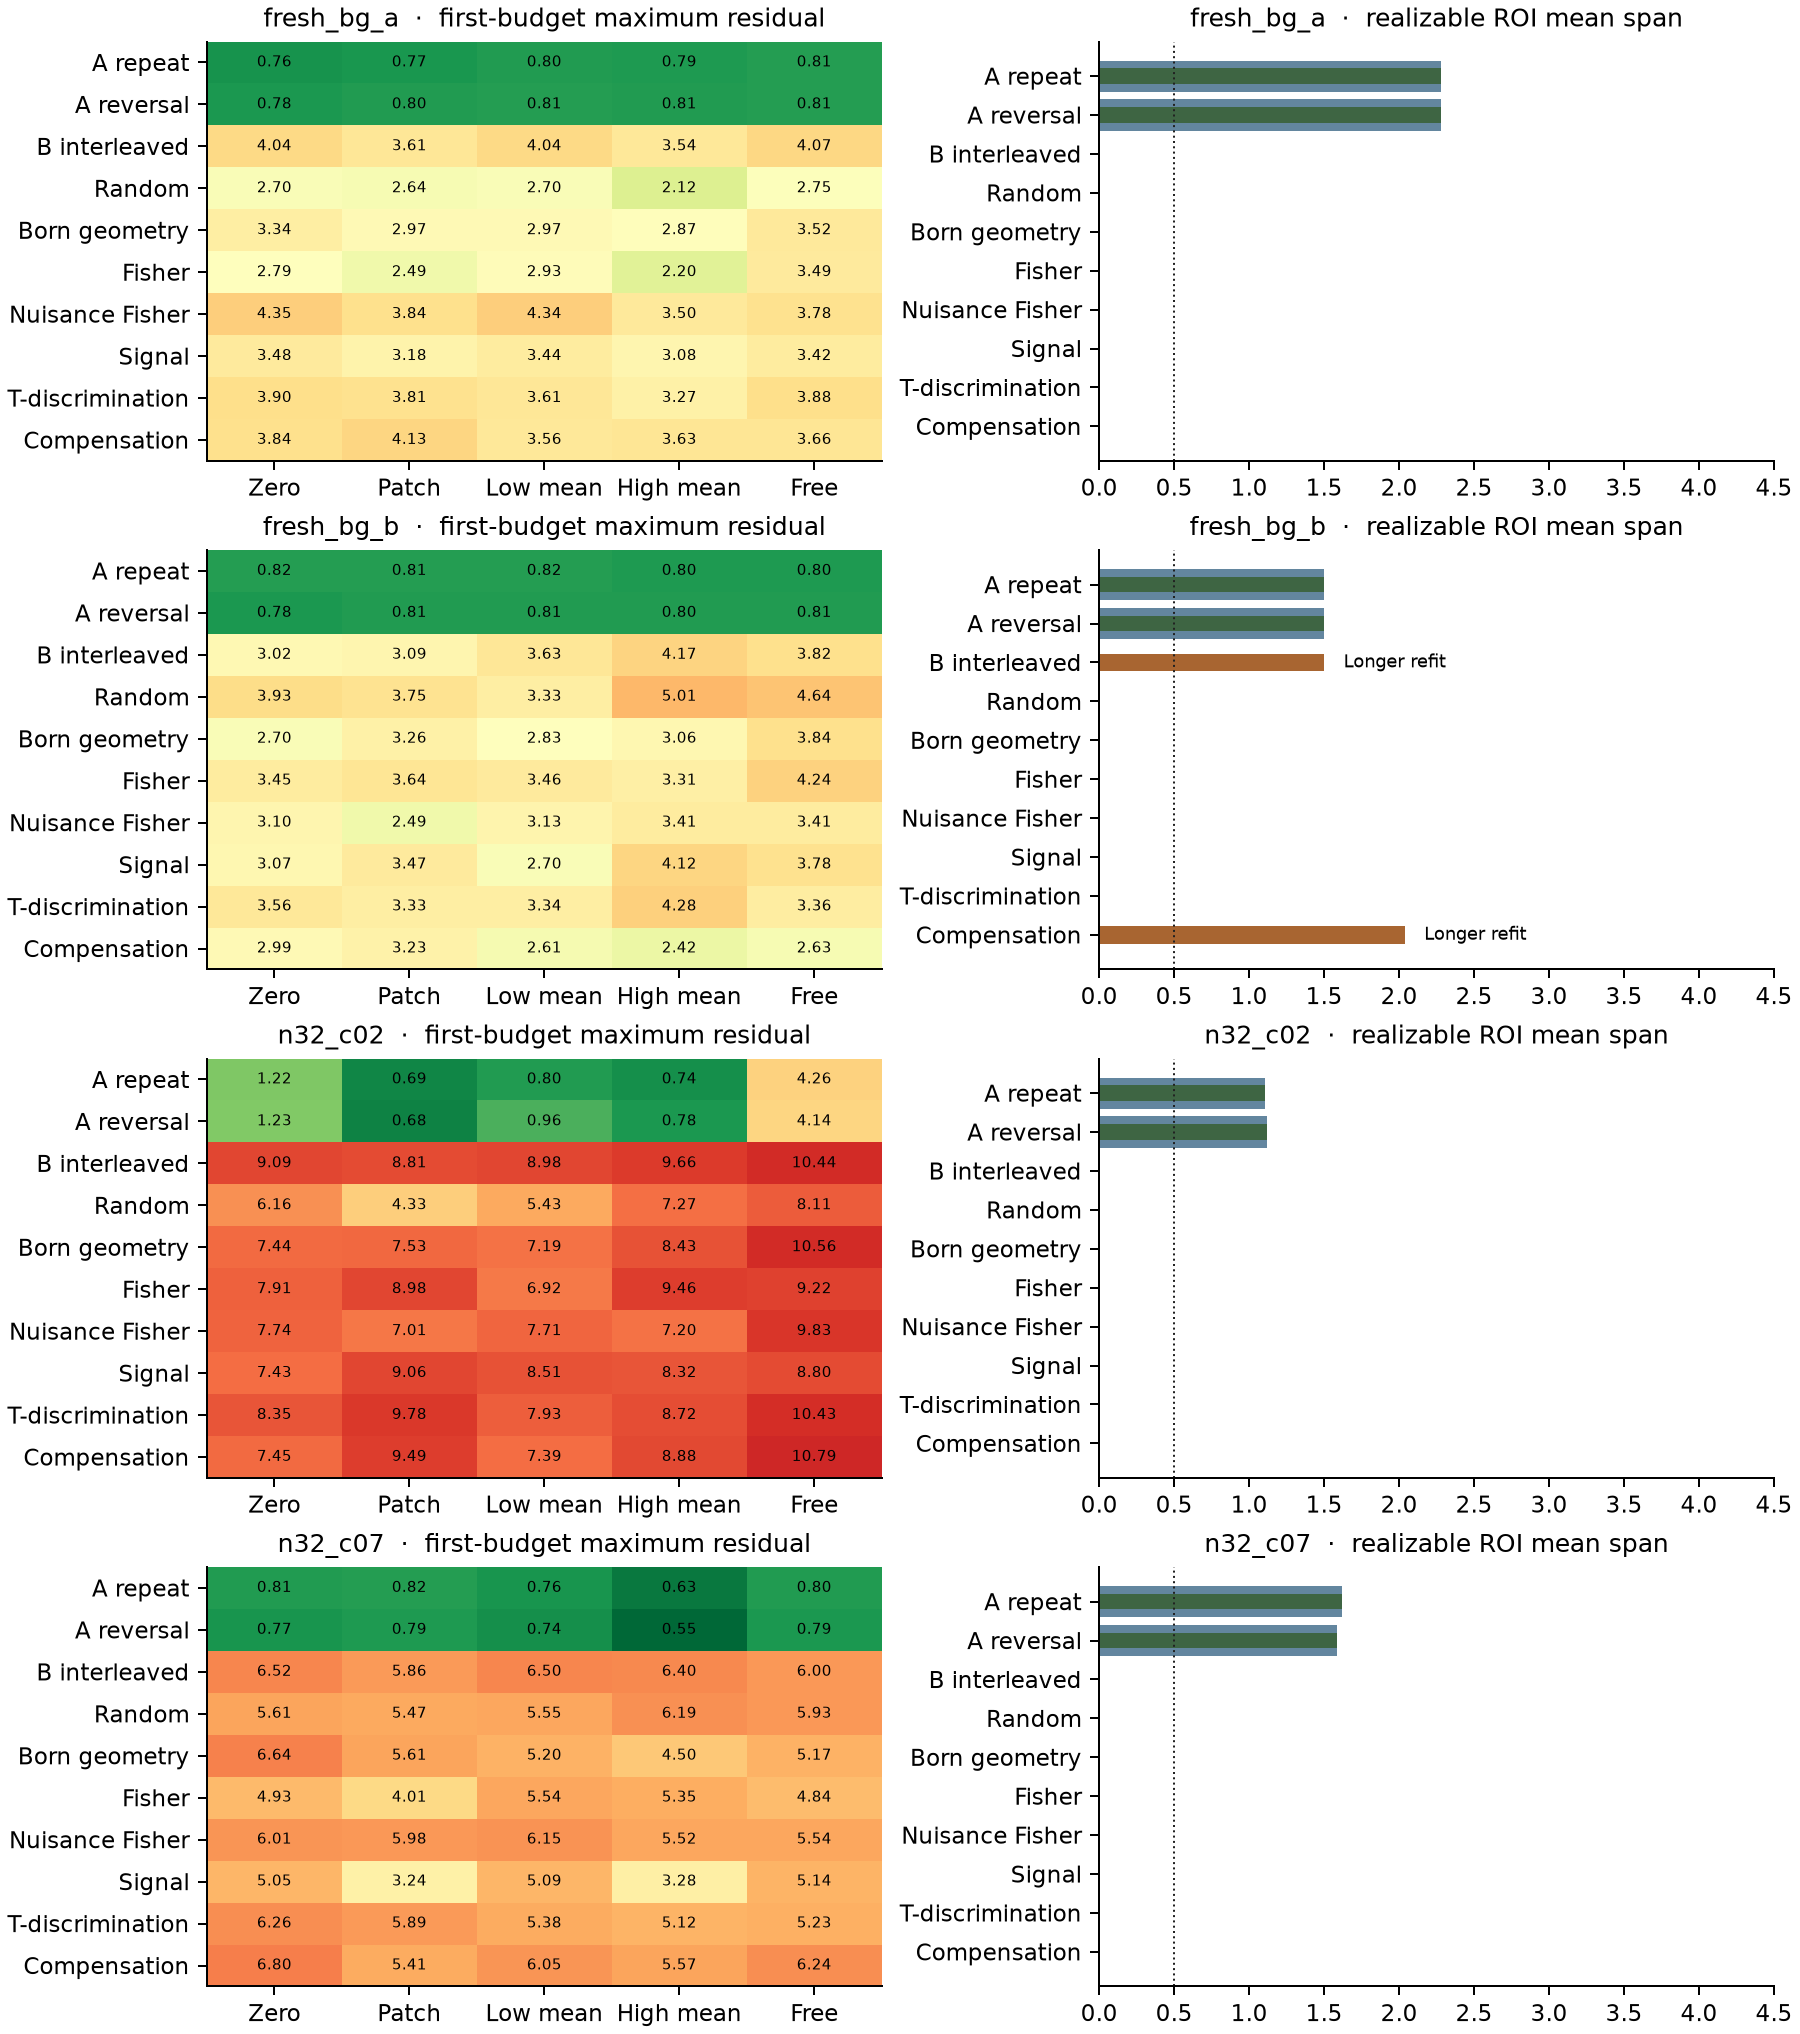 fresh_bg_a · first-budget maximum residual
A repeat 0.76 0.77 0.80 0.79 0.81
A reversal 0.78 0.80 0.81 0.81 0.81
B interleaved 4.04 3.61 4.04 3.54 4.07
Random 2.70 2.64 2.70 2.12 2.75
Born geometry 3.34 2.97 2.97 2.87 3.52
Fisher 2.79 2.49 2.93 2.20 3.49
Nuisance Fisher 4.35 3.84 4.34 3.50 3.78
Signal 3.48 3.18 3.44 3.08 3.42
T-discrimination 3.90 3.81 3.61 3.27 3.88
Compensation 3.84 4.13 3.56 3.63 3.66
Zero Patch Low mean High mean Free
fresh_bg_a · realizable ROI mean span
A repeat
A reversal
B interleaved
Random
Born geometry
Fisher
Nuisance Fisher
Signal
T-discrimination
Compensation
0.0 0.5 1.0 1.5 2.0 2.5 3.0 3.5 4.0 4.5
fresh_bg_b · first-budget maximum residual
A repeat 0.82 0.81 0.82 0.80 0.80
A reversal 0.78 0.81 0.81 0.80 0.81
B interleaved 3.02 3.09 3.63 4.17 3.82
Random 3.93 3.75 3.33 5.01 4.64
Born geometry 2.70 3.26 2.83 3.06 3.84
Fisher 3.45 3.64 3.46 3.31 4.24
Nuisance Fisher 3.10 2.49 3.13 3.41 3.41
Signal 3.07 3.47 2.70 4.12 3.78
T-discrimination 3.56 3.33 3.34 4.28 3.36
Compensation 2.99 3.23 2.61 2.42 2.63
Zero Patch Low mean High mean Free
fresh_bg_b · realizable ROI mean span
A repeat
A reversal
B interleaved Longer refit
Random
Born geometry
Fisher
Nuisance Fisher
Signal
T-discrimination
Compensation Longer refit
0.0 0.5 1.0 1.5 2.0 2.5 3.0 3.5 4.0 4.5
n32_c02 · first-budget maximum residual
A repeat 1.22 0.69 0.80 0.74 4.26
A reversal 1.23 0.68 0.96 0.78 4.14
B interleaved 9.09 8.81 8.98 9.66 10.44
Random 6.16 4.33 5.43 7.27 8.11
Born geometry 7.44 7.53 7.19 8.43 10.56
Fisher 7.91 8.98 6.92 9.46 9.22
Nuisance Fisher 7.74 7.01 7.71 7.20 9.83
Signal 7.43 9.06 8.51 8.32 8.80
T-discrimination 8.35 9.78 7.93 8.72 10.43
Compensation 7.45 9.49 7.39 8.88 10.79
Zero Patch Low mean High mean Free
n32_c02 · realizable ROI mean span
A repeat
A reversal
B interleaved
Random
Born geometry
Fisher
Nuisance Fisher
Signal
T-discrimination
Compensation
0.0 0.5 1.0 1.5 2.0 2.5 3.0 3.5 4.0 4.5
n32_c07 · first-budget maximum residual
A repeat 0.81 0.82 0.76 0.63 0.80
A reversal 0.77 0.79 0.74 0.55 0.79
B interleaved 6.52 5.86 6.50 6.40 6.00
Random 5.61 5.47 5.55 6.19 5.93
Born geometry 6.64 5.61 5.20 4.50 5.17
Fisher 4.93 4.01 5.54 5.35 4.84
Nuisance Fisher 6.01 5.98 6.15 5.52 5.54
Signal 5.05 3.24 5.09 3.28 5.14
T-discrimination 6.26 5.89 5.38 5.12 5.23
Compensation 6.80 5.41 6.05 5.57 6.24
Zero Patch Low mean High mean Free
n32_c07 · realizable ROI mean span
A repeat
A reversal
B interleaved
Random
Born geometry
Fisher
Nuisance Fisher
Signal
T-discrimination
Compensation
0.0 0.5 1.0 1.5 2.0 2.5 3.0 3.5 4.0 4.5